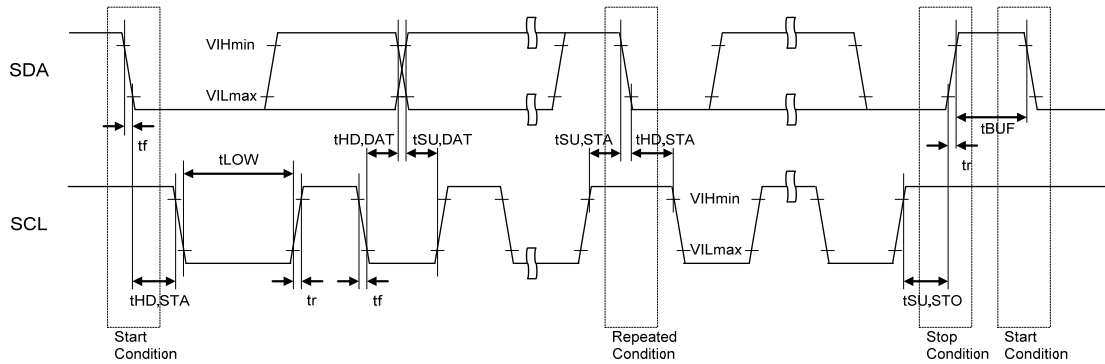 SDA
VIHmin
VILmax
tf
tLOW
tHD,DAT
tSU,DAT
tSU,STA
tHD,STA
tBUF
tr
SCL
VIHmin
VILmax
tHD,STA
tr
tf
tSU,STO
Start
Condition
Repeated
Condition
Stop
Condition
Start
Condition